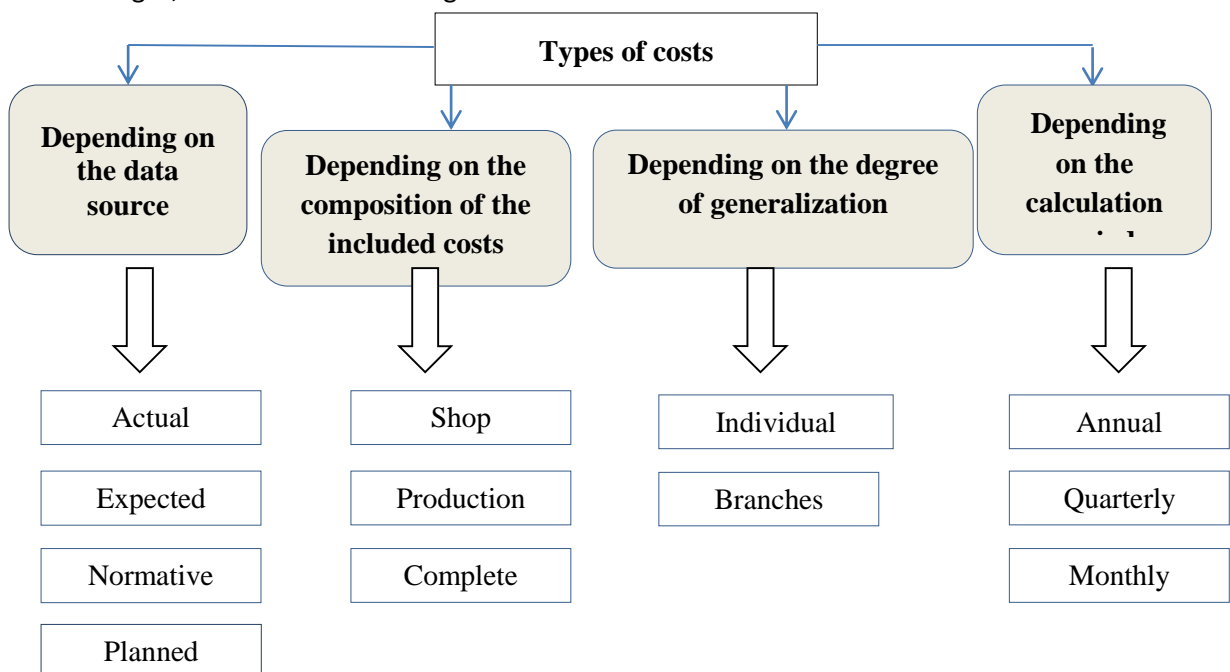 Types of costs
Depending on
the data
source
Depending on the
composition of the
included costs
Depending on the degree
of generalization
Depending
on the
calculation
Actual
Expected
Normative
Planned
Shop
Production
Complete
Individual
Branches
Annual
Quarterly
Monthly